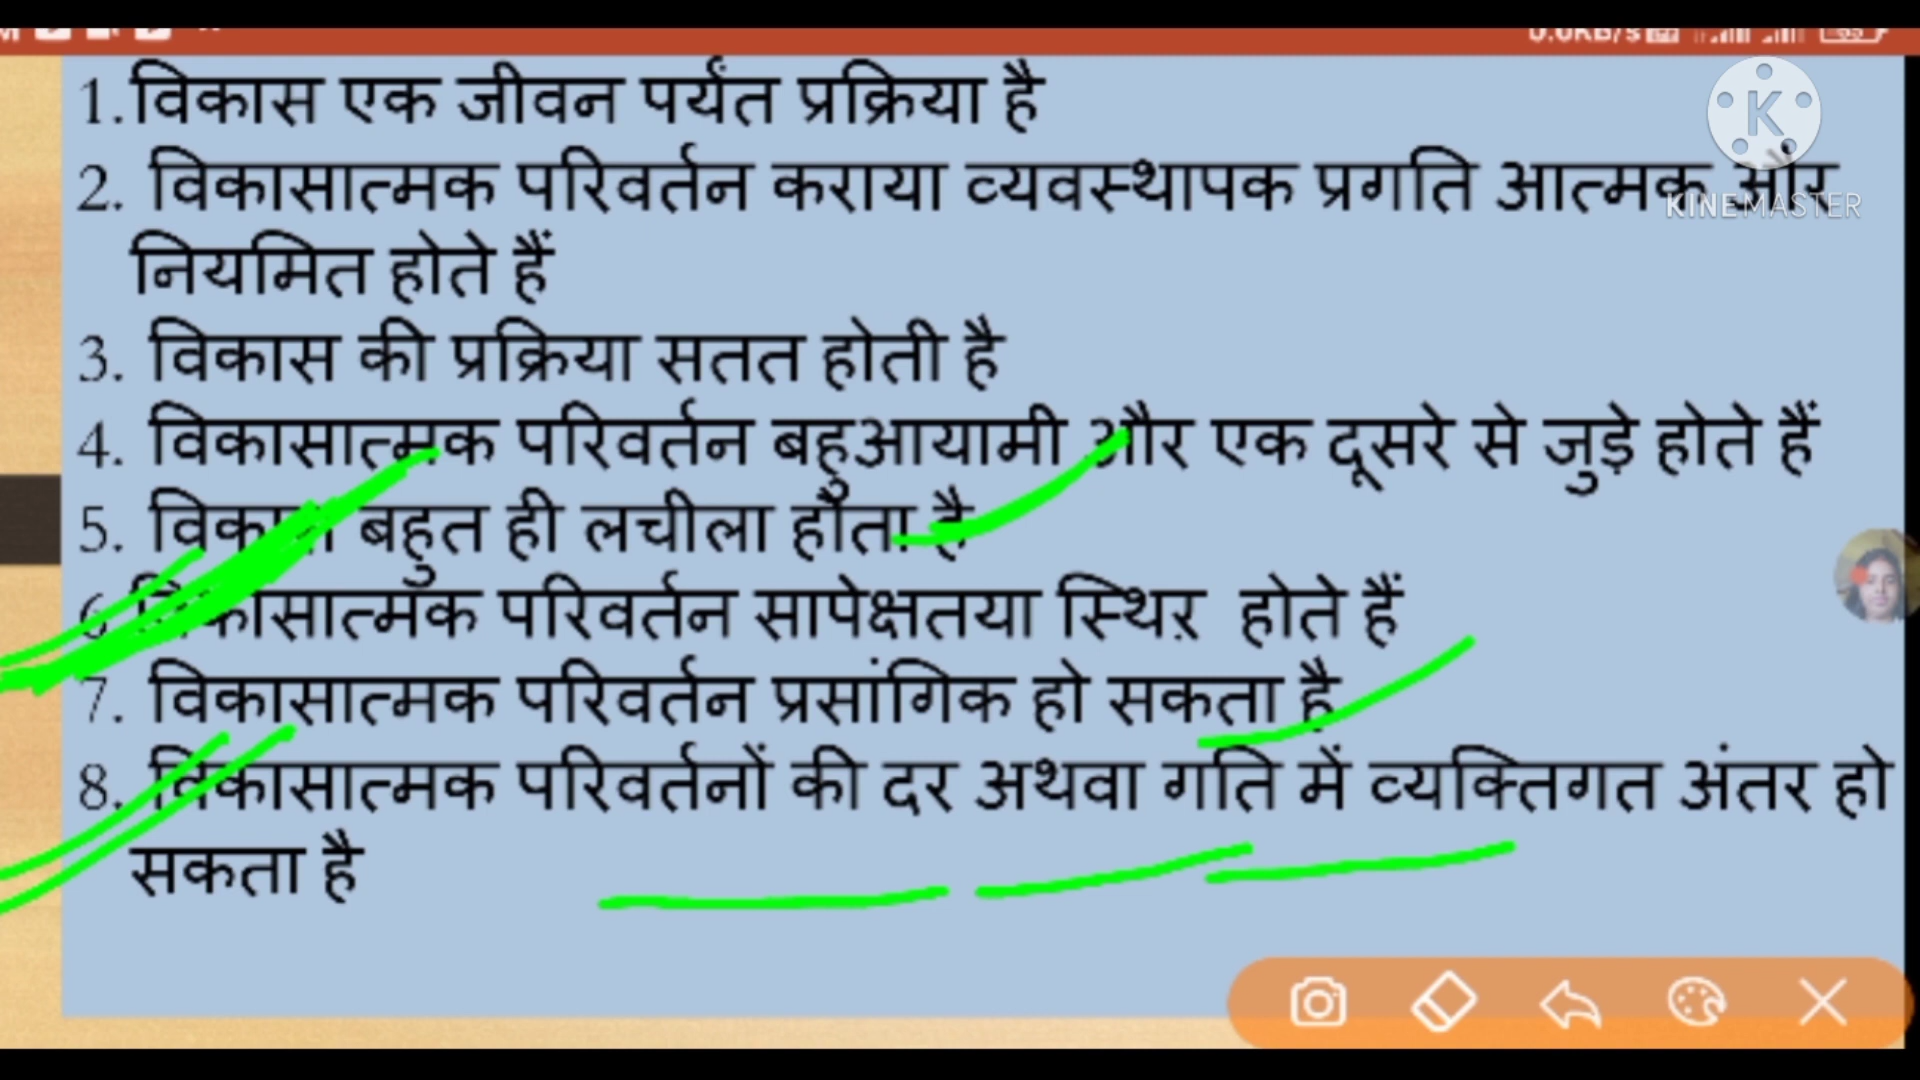 0.0KB/s
1.विकास एक जीवन पर्यंत प्रक्रिया है
K
2. विकासात्मक परिवर्तन कराया व्यवस्थापक प्रगति आत्मक और
KINEMASTER
नियमित होते हैं
3. विकास की प्रक्रिया सतत होती है
4. विकासात्मक परिवर्तन बहुआयामी और एक दूसरे से जुड़े होते हैं
5. विकास बहुत ही लचीला होता है
6 विकासात्मक परिवर्तन सापेक्षतया स्थिऱ होते हैं
7. विकासात्मक परिवर्तन प्रसांगिक हो सकता है
8. विकासात्मक परिवर्तनों की दर अथवा गति में व्यक्तिगत अंतर हो
सकता है